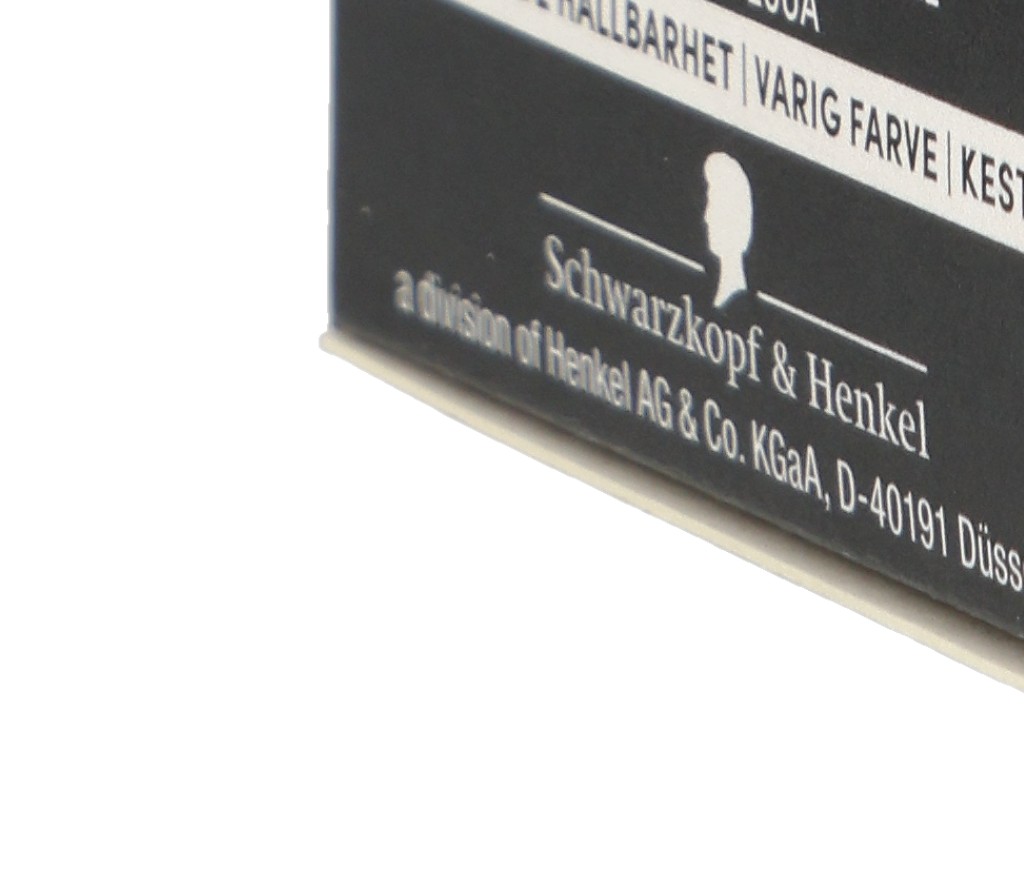 HÅLLBARHET | VARIG FARVE | KEST
Schwarzkopf & Henkel
a division of Henkel AG & Co. KGaA, D-40191 Düss